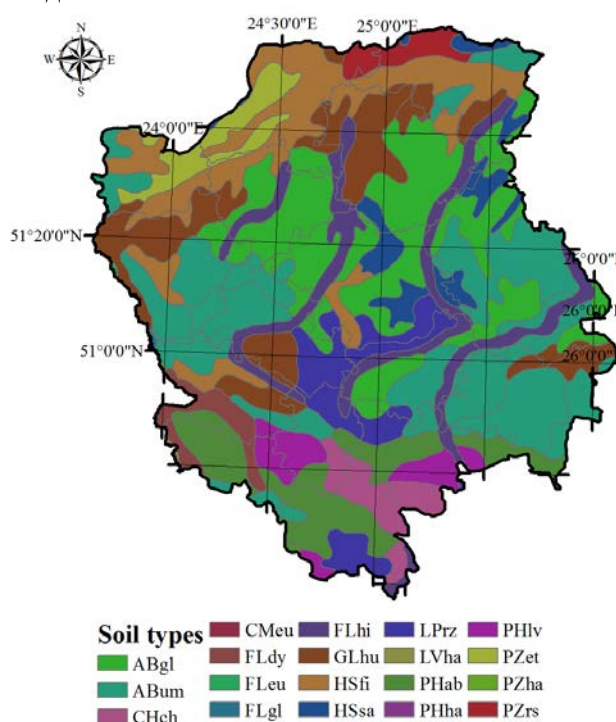 24°30'0"E 25°0'0"E
N
W E
S
24°0'0"E
51°20'0"N
26°0'0"E
26°0'0"E
51°0'0"N
26°0'0"E
Soil types
ABgl
ABum
CHch
CMeu
FLdy
FLeu
FLgl
FLhi
GLhu
HSfi
HSsa
LPrz
LVha
PHab
PHha
PHlv
PZet
PZha
PZrs